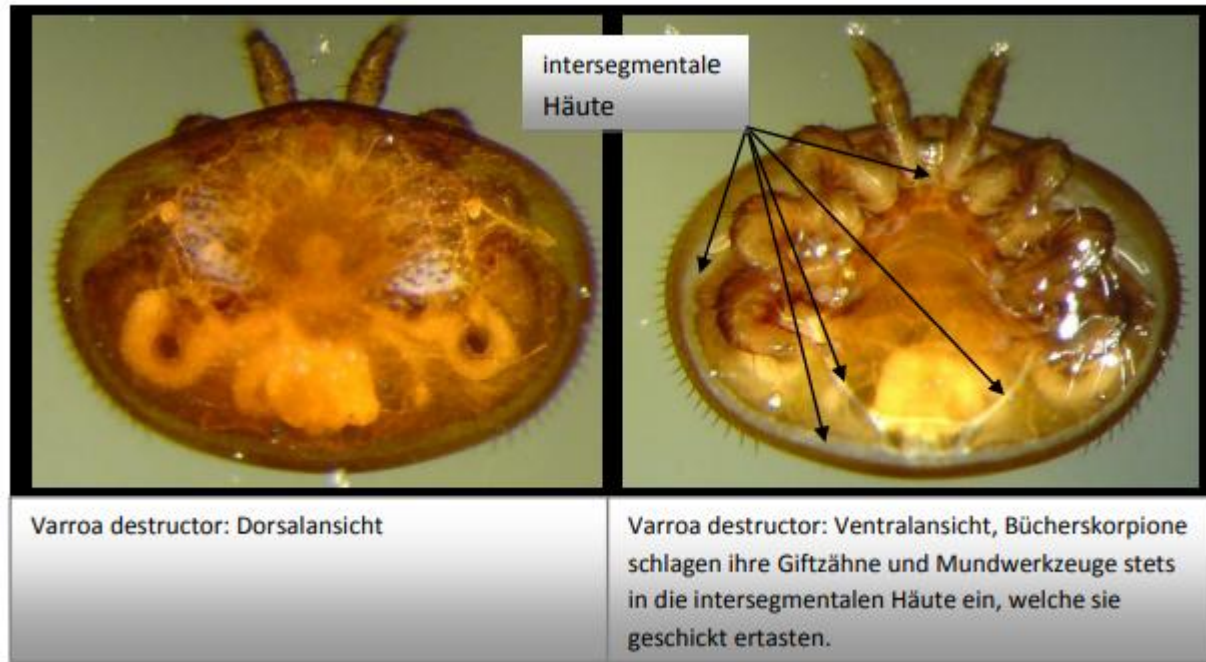 intersegmentale
Häute
Varroa destructor: Dorsalansicht
Varroa destructor: Ventralansicht, Bücherskorpione
schlagen ihre Giftzähne und Mundwerkzeuge stets
in die intersegmentalen Häute ein, welche sie
geschickt ertasten.